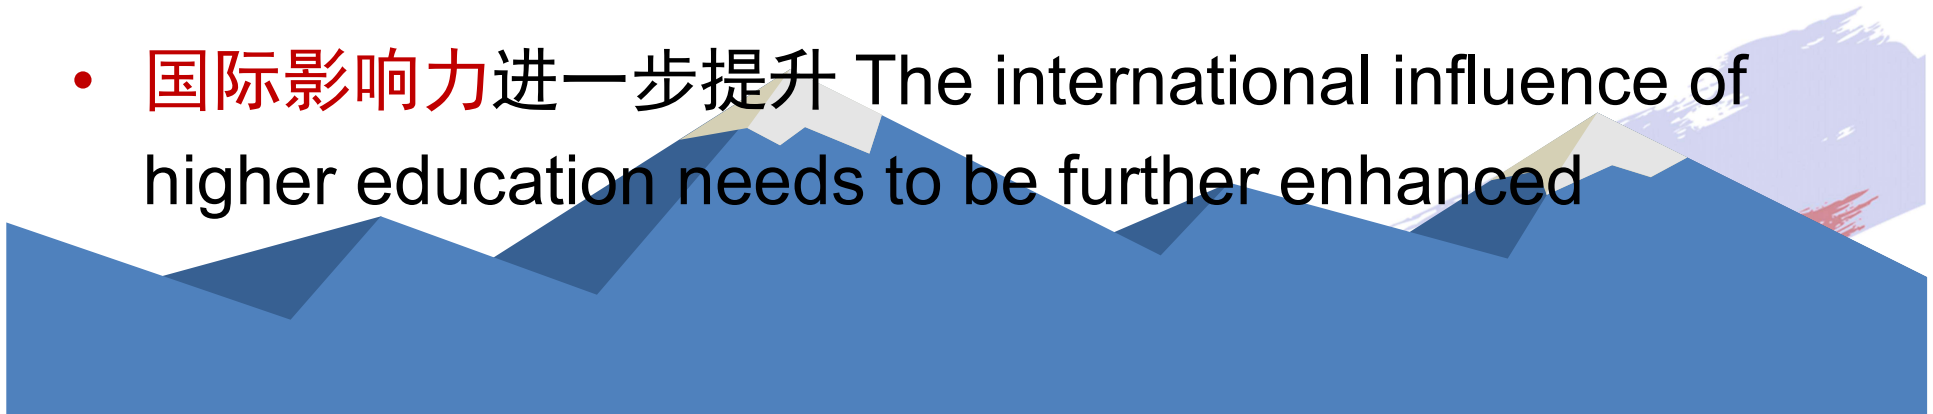 • 国际影响力进一步提升 The international influence of
higher education needs to be further enhanced